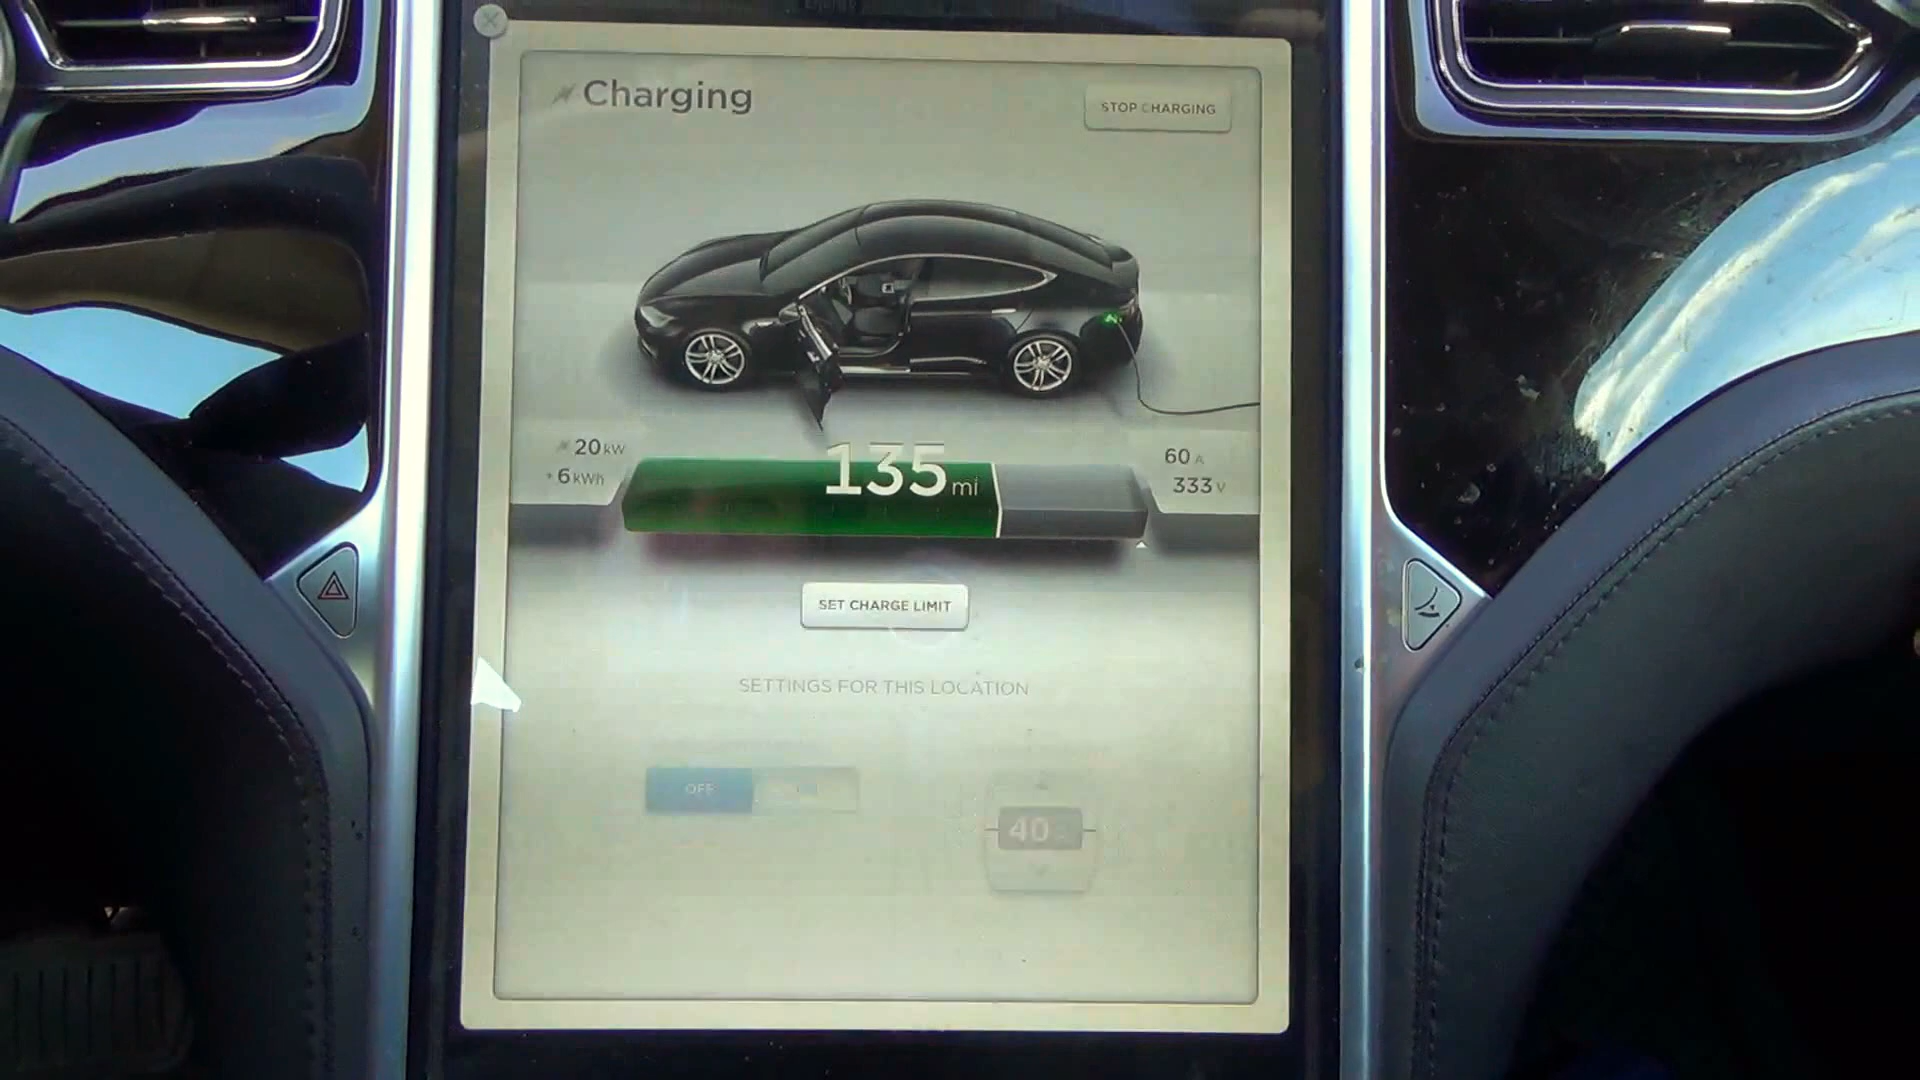 Charging
STOP CHARGING
20 kW
+ 6 kWh
135 mi
60 A
333 V
SET CHARGE LIMIT
SETTINGS FOR THIS LOCATION
OFF
40